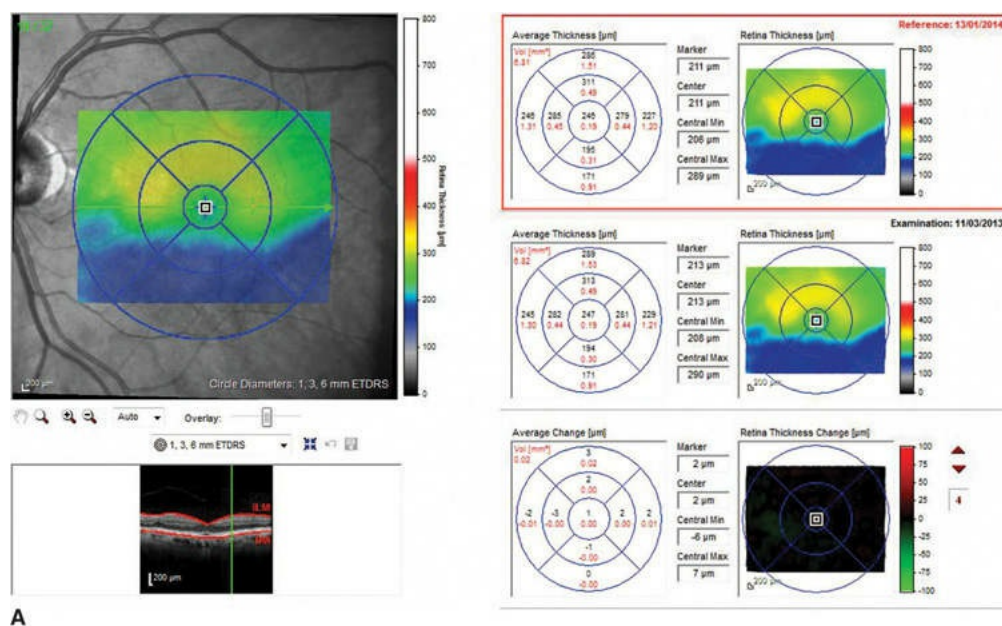 800
700
600
500
400
300
200
100
0
Retina Thickness [µm]
200 µm
Circle Diameters: 1, 3, 6 mm ETDRS
Auto
Overlay:
1, 3, 6 mm ETDRS
ILM
200 µm
A
Reference: 13/01/2014
Average Thickness [µm]
Vol [mm³]
6.31
286
1.51
311
0.49
246 285 246 279 227
1.31 0.45 0.19 0.44 1.20
195
0.31
171
0.91
Marker
211 µm
Center
211 µm
Central Min
206 µm
Central Max
289 µm
Retina Thickness [µm]
200 µm
800
700
600
500
400
300
200
100
0
Examination: 11/03/2013
Average Thickness [µm]
Vol [mm³]
6.32
289
1.53
313
0.49
245 282 247 281 229
1.30 0.44 0.19 0.44 1.21
194
0.30
171
0.91
Marker
213 µm
Center
213 µm
Central Min
208 µm
Central Max
290 µm
Retina Thickness [µm]
200 µm
800
700
600
500
400
300
200
100
0
Average Change [µm]
Vol [mm³]
0.02
3
0.02
2
0.00
-2 -3 1 2 2
-0.01 -0.00 0.00 0.00 0.01
-1
-0.00
0
-0.00
Marker
2 µm
Center
2 µm
Central Min
-6 µm
Central Max
7 µm
Retina Thickness Change [µm]
200 µm
100
75
50
25
0
-25
-50
-75
-100
4